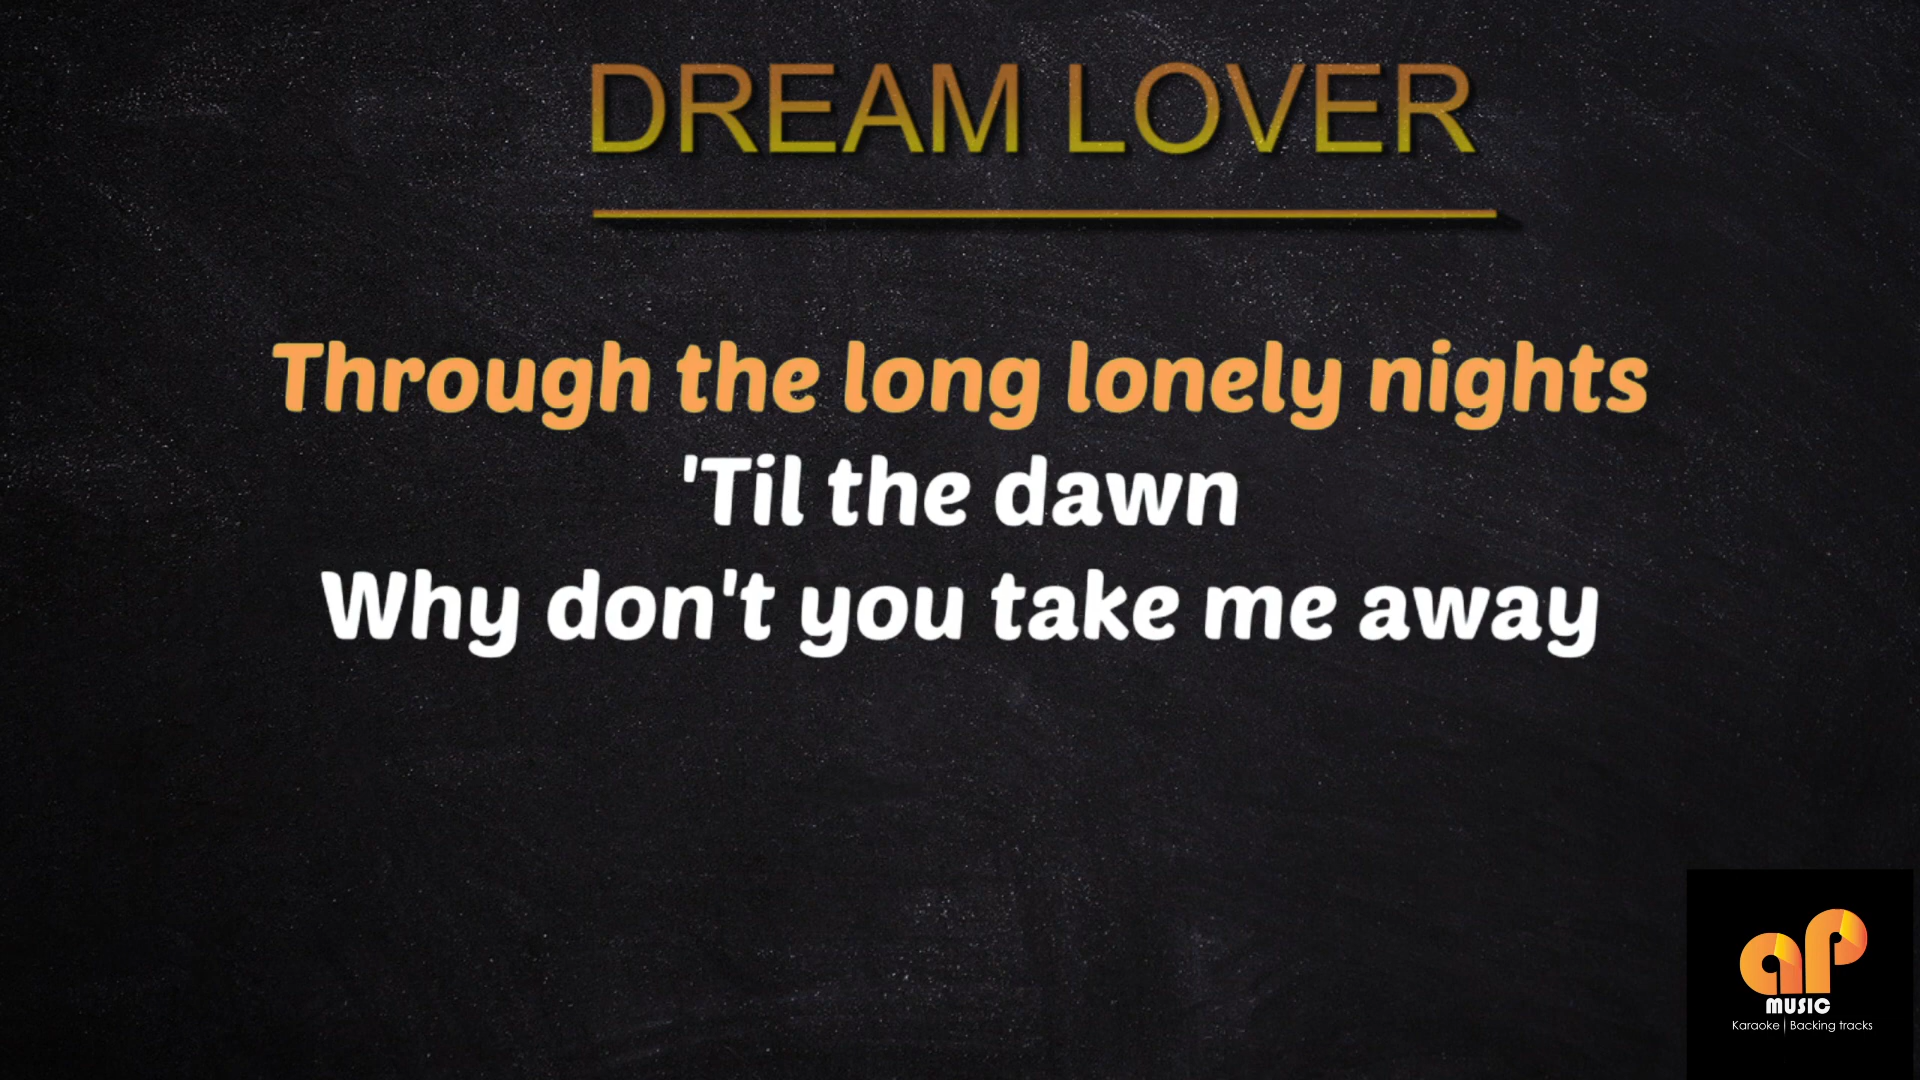 DREAM LOVER
Through the long lonely nights
'Til the dawn
Why don't you take me away
ap
MUSIC
Karaoke | Backing tracks